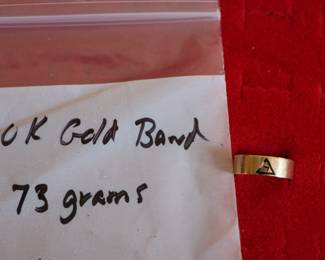 0K Gold Band
73 grams